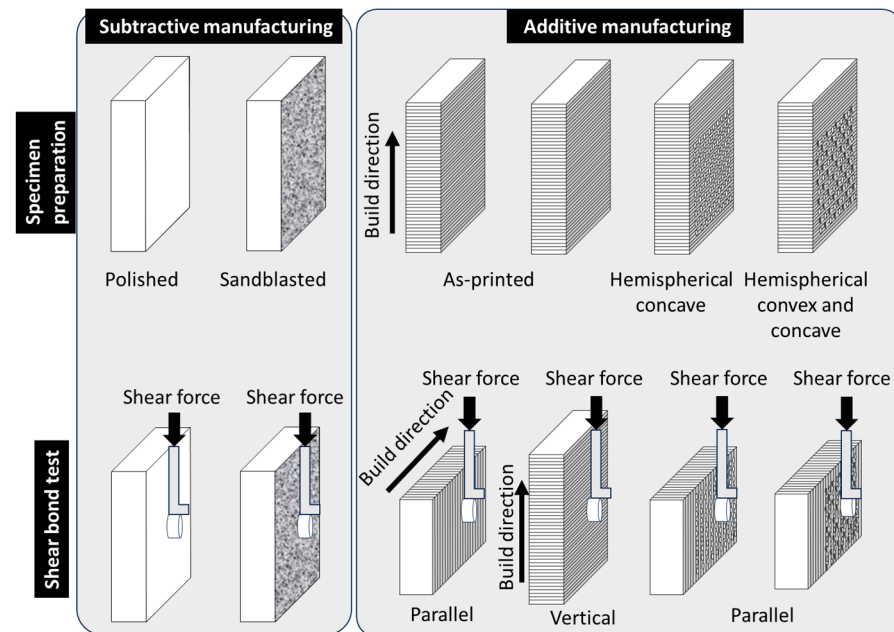 Subtractive manufacturing
Additive manufacturing
Specimen
preparation
Build direction
Polished
Sandblasted
As-printed
Hemispherical
concave
Hemispherical
convex and
concave
Shear bond test
Shear force
Shear force
Shear force
Shear force
Shear force
Shear force
Build direction
Build direction
Parallel
Vertical
Parallel